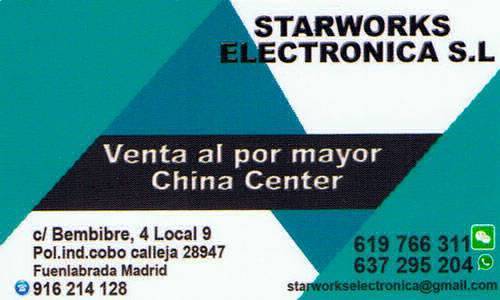 STARWORKS
ELECTRONICA S.L
Venta al por mayor
China Center
c/ Bembibre, 4 Local 9
Pol.ind.cobo calleja 28947
Fuenlabrada Madrid
916 214 128
619 766 311
637 295 204
starworkselectronica@gmail.com